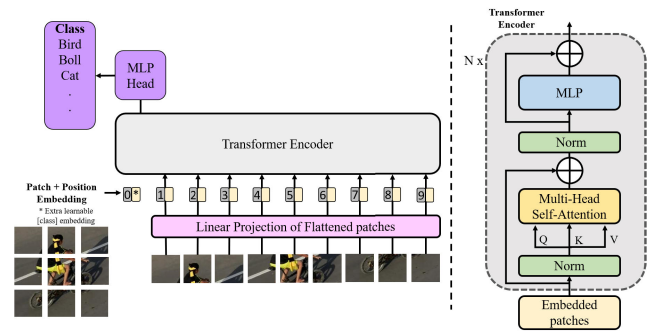 Class
Bird
Boll
Cat
.
.
MLP
Head
Transformer Encoder
Patch + Position
Embedding
* Extra learnable
[class] embedding
0 *
1
2
3
4
5
6
7
8
9
Linear Projection of Flattened patches
Transformer
Encoder
N x
MLP
Norm
Multi-Head
Self-Attention
Q
K
V
Norm
Embedded
patches